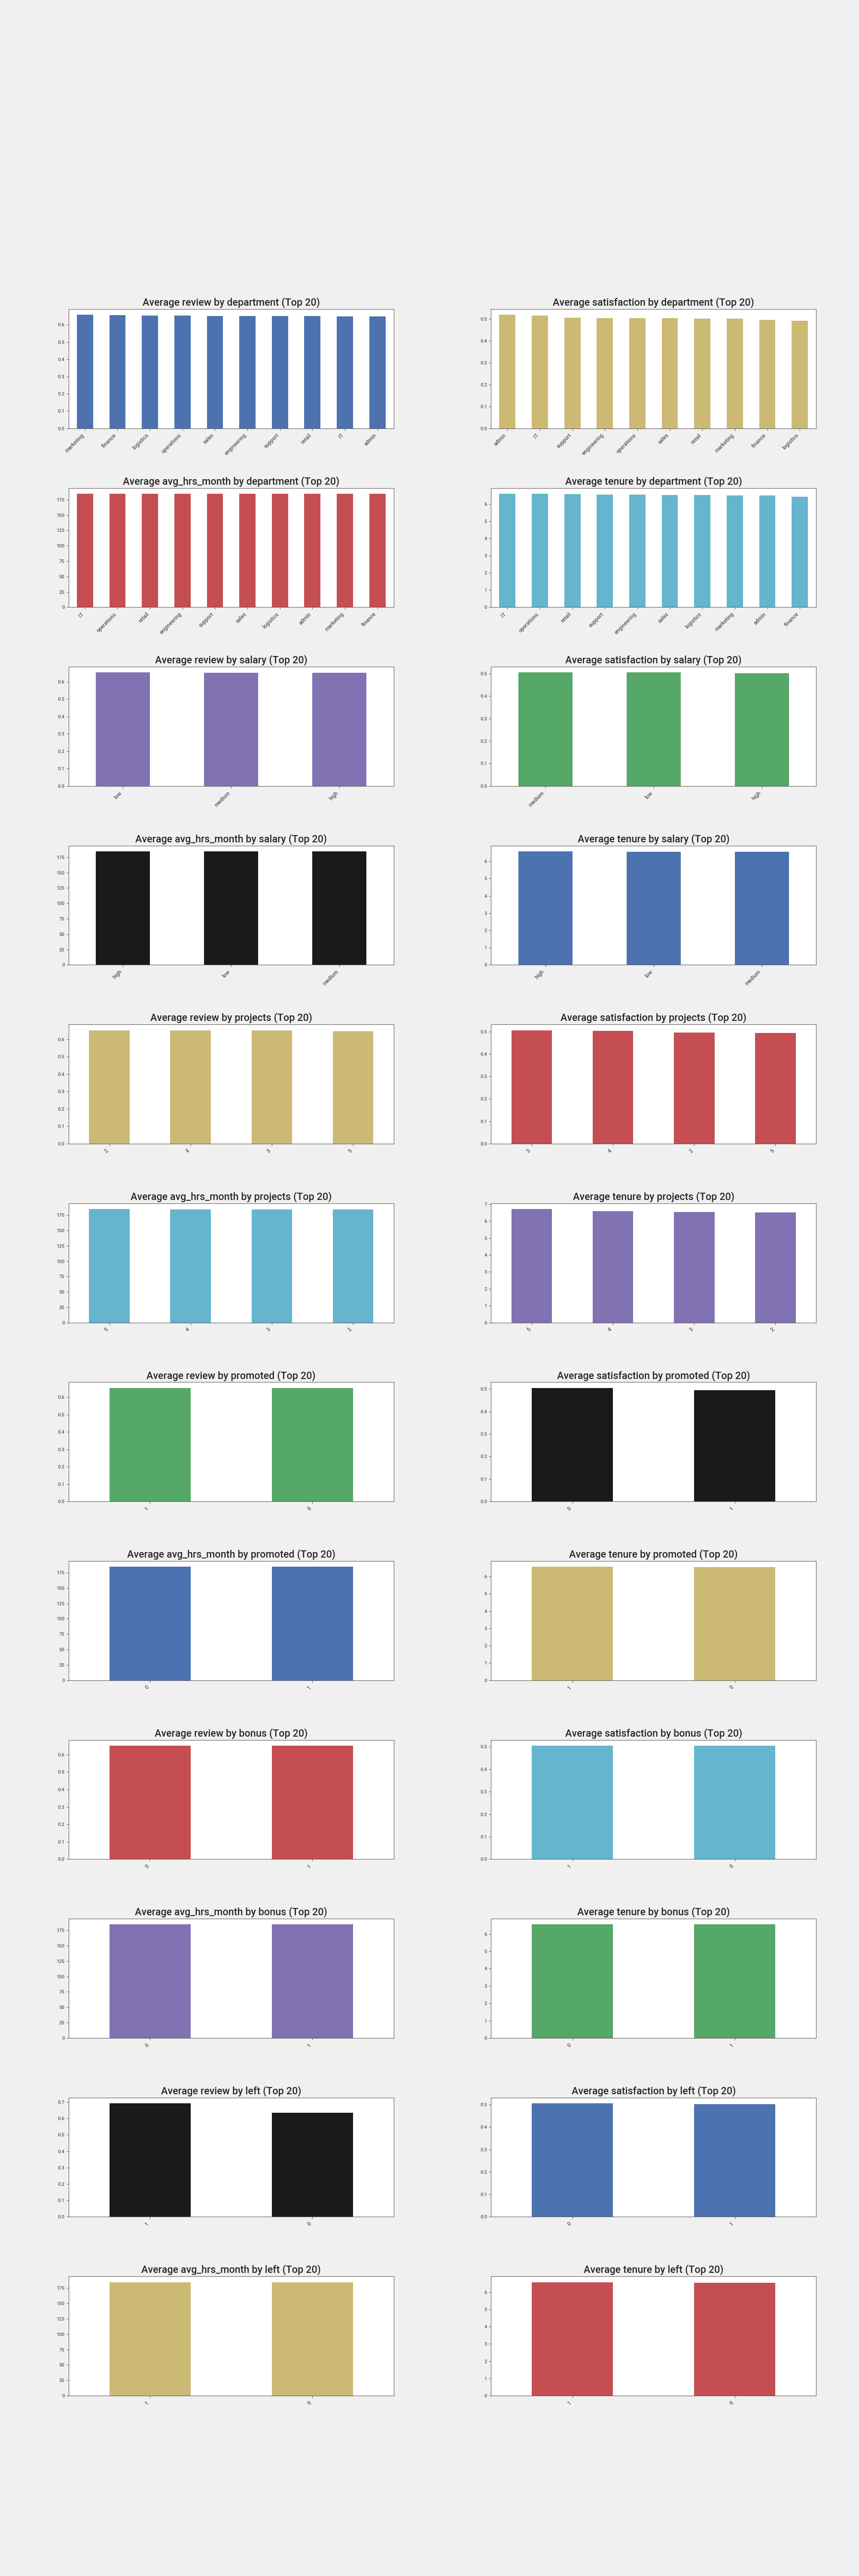 Average review by department (Top 20)
0.6
0.5
0.4
0.3
0.2
0.1
0.0
marketing
finance
logistics
operations
sales
engineering
support
retail
IT
admin
Average satisfaction by department (Top 20)
0.5
0.4
0.3
0.2
0.1
0.0
admin
IT
support
engineering
operations
sales
retail
marketing
finance
logistics
Average avg_hrs_month by department (Top 20)
175
150
125
100
75
50
25
0
IT
operations
retail
engineering
support
sales
logistics
admin
marketing
finance
Average tenure by department (Top 20)
6
5
4
3
2
1
0
IT
operations
retail
support
engineering
sales
logistics
marketing
admin
finance
Average review by salary (Top 20)
0.6
0.5
0.4
0.3
0.2
0.1
0.0
low
medium
high
Average satisfaction by salary (Top 20)
0.5
0.4
0.3
0.2
0.1
0.0
medium
low
high
Average avg_hrs_month by salary (Top 20)
175
150
125
100
75
50
25
0
high
low
medium
Average tenure by salary (Top 20)
6
5
4
3
2
1
0
high
low
medium
Average review by projects (Top 20)
0.6
0.5
0.4
0.3
0.2
0.1
0.0
2
4
3
5
Average satisfaction by projects (Top 20)
0.5
0.4
0.3
0.2
0.1
0.0
3
4
2
5
Average avg_hrs_month by projects (Top 20)
175
150
125
100
75
50
25
0
5
4
3
2
Average tenure by projects (Top 20)
7
6
5
4
3
2
1
0
5
4
3
2
Average review by promoted (Top 20)
0.6
0.5
0.4
0.3
0.2
0.1
0.0
1
0
Average satisfaction by promoted (Top 20)
0.5
0.4
0.3
0.2
0.1
0.0
0
1
Average avg_hrs_month by promoted (Top 20)
175
150
125
100
75
50
25
0
0
1
Average tenure by promoted (Top 20)
6
5
4
3
2
1
0
1
0
Average review by bonus (Top 20)
0.6
0.5
0.4
0.3
0.2
0.1
0.0
0
1
Average satisfaction by bonus (Top 20)
0.5
0.4
0.3
0.2
0.1
0.0
1
0
Average avg_hrs_month by bonus (Top 20)
175
150
125
100
75
50
25
0
0
1
Average tenure by bonus (Top 20)
6
5
4
3
2
1
0
0
1
Average review by left (Top 20)
0.7
0.6
0.5
0.4
0.3
0.2
0.1
0.0
1
0
Average satisfaction by left (Top 20)
0.5
0.4
0.3
0.2
0.1
0.0
0
1
Average avg_hrs_month by left (Top 20)
175
150
125
100
75
50
25
0
1
0
Average tenure by left (Top 20)
6
5
4
3
2
1
0
1
0